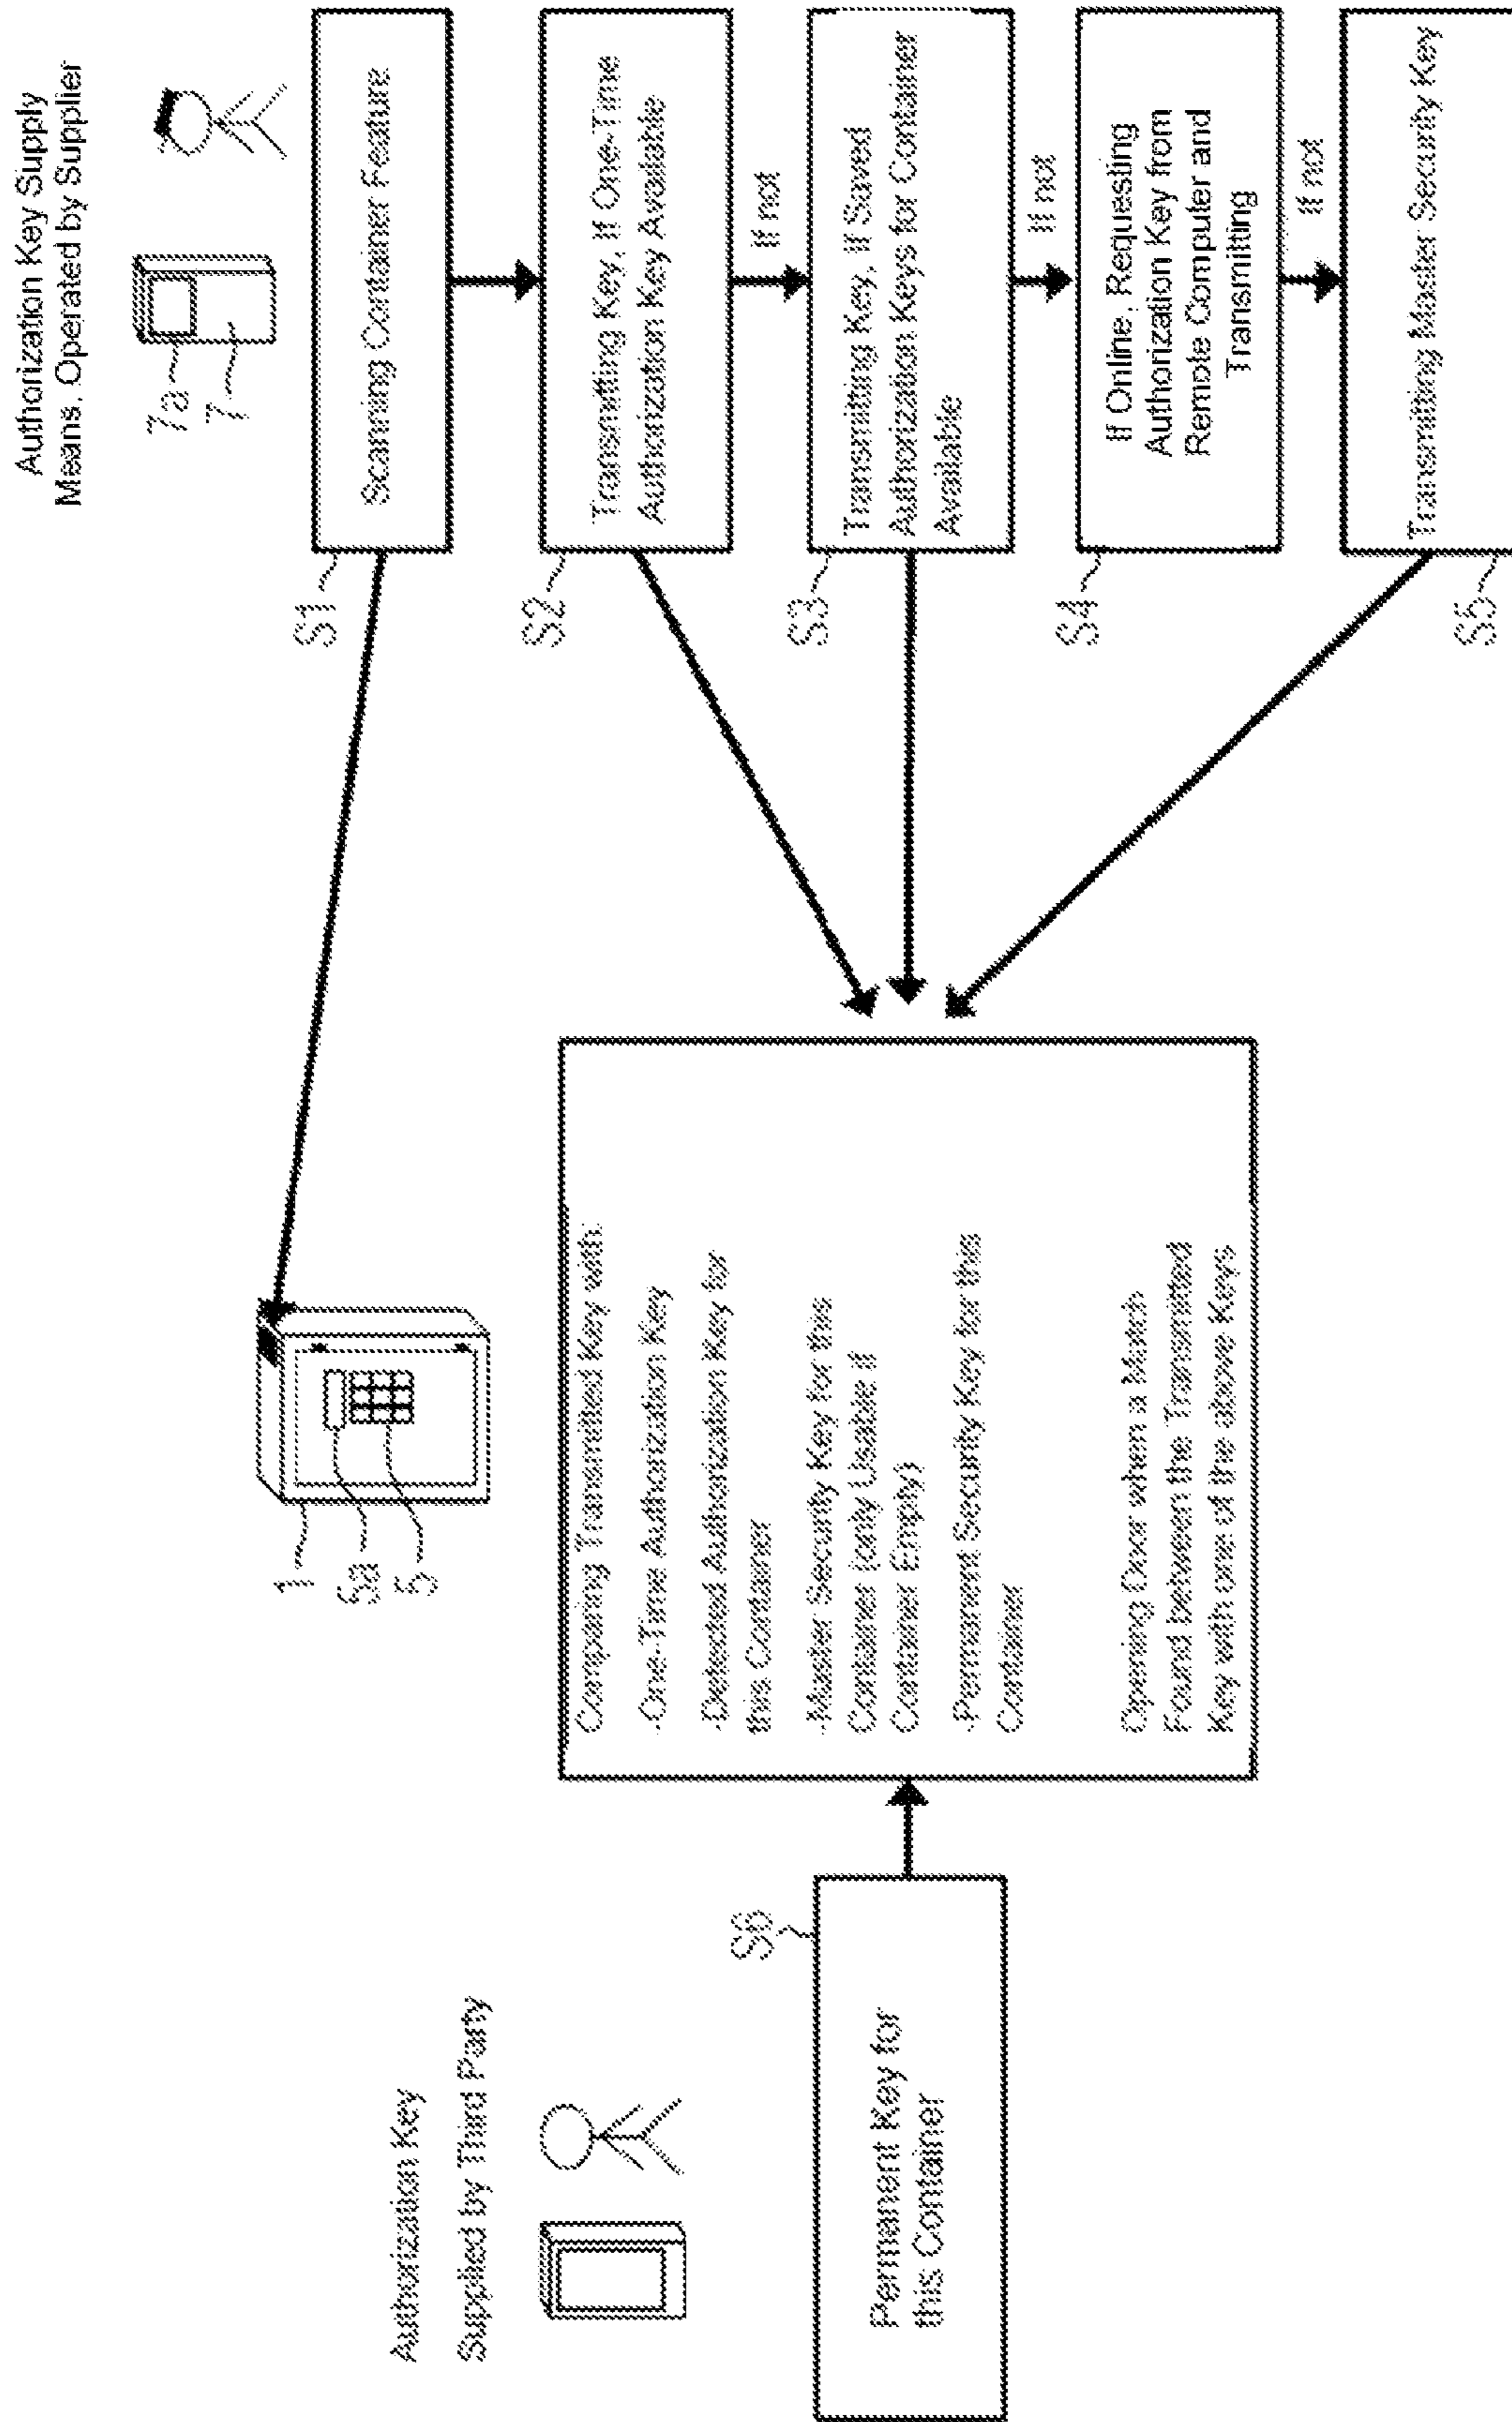 Authorization Key
Supplied by Third Party
S6
Permanent Key for
this Container
1
5a
5
Comparing Transmitted Key with:
-One-Time Authorization Key
-Detected Authorization Key for
this Container
-Master Security Key for this
Container (only Usable if
Container Empty)
-Permanent Security Key for this
Container
Opening Door when a Match
Found between the Transmitted
Key with one of the above Keys
Authorization Key Supply
Means, Operated by Supplier
7a
7
S1
Scanning Container Feature
S2
Transmitting Key, If One-Time
Authorization Key Available
If not
S3
Transmitting Key, If Saved
Authorization Keys for Container
Available
If not
S4
If Online, Requesting
Authorization Key from
Remote Computer and
Transmitting
If not
S5
Transmitting Master Security Key